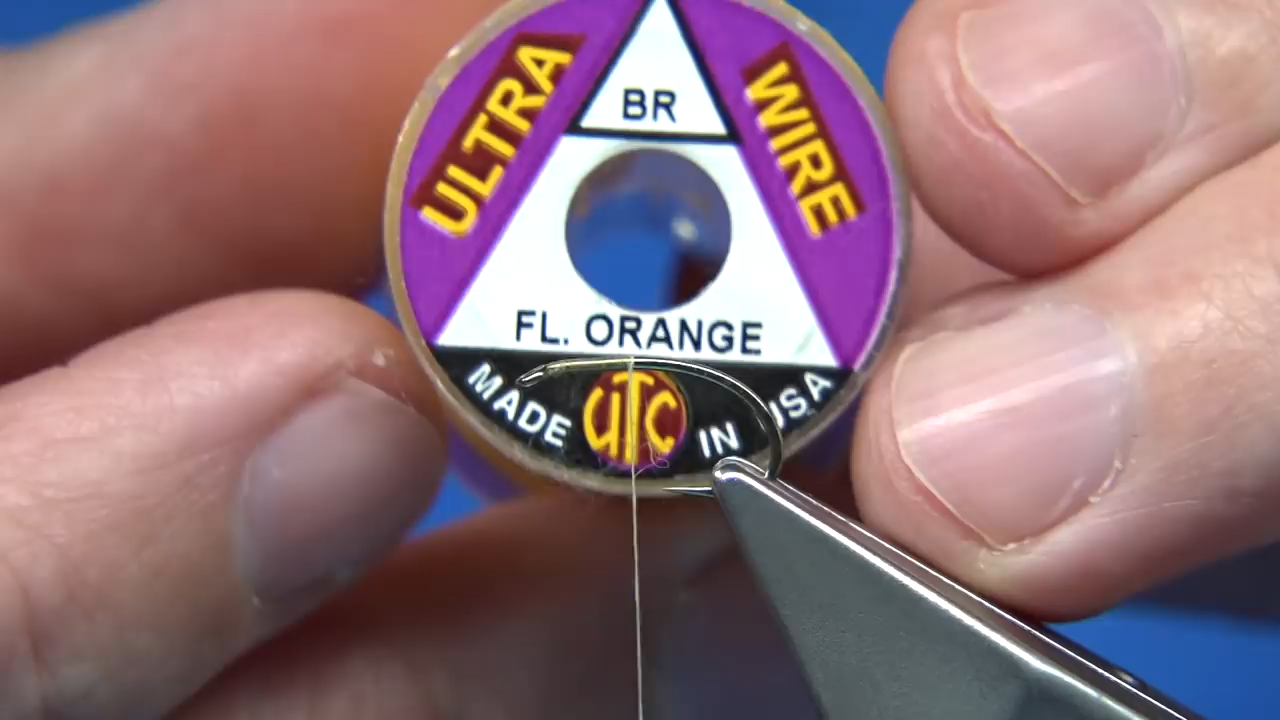 ULTRA
WIRE
BR
FL. ORANGE
MADE
UTC
IN
USA